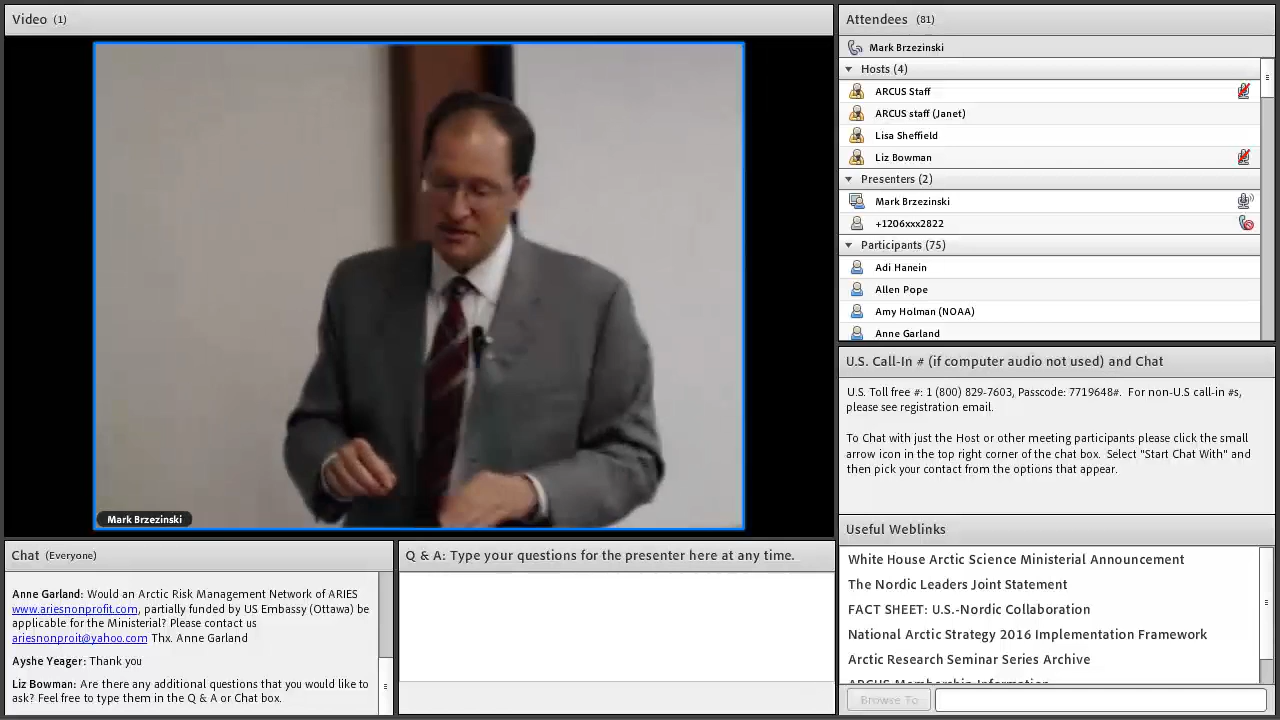 Video (1)
Mark Brzezinski
Attendees (81)
Mark Brzezinski
Hosts (4)
ARCUS Staff
ARCUS staff (Janet)
Lisa Sheffield
Liz Bowman
Presenters (2)
Mark Brzezinski
+1206xxx2822
Participants (75)
Adi Hanein
Allen Pope
Amy Holman (NOAA)
Anne Garland
U.S. Call-In # (if computer audio not used) and Chat
U.S. Toll free #: 1 (800) 829-7603, Passcode: 7719648#. For non-U.S call-in #s,
please see registration email.
To Chat with just the Host or other meeting participants please click the small
arrow icon in the top right corner of the chat box. Select "Start Chat With" and
then pick your contact from the options that appear.
Useful Weblinks
White House Arctic Science Ministerial Announcement
The Nordic Leaders Joint Statement
FACT SHEET: U.S.-Nordic Collaboration
National Arctic Strategy 2016 Implementation Framework
Arctic Research Seminar Series Archive
ARCUS Membership Information
Browse To
Chat (Everyone)
Anne Garland: Would an Arctic Risk Management Network of ARIES
www.ariesnonprofit.com, partially funded by US Embassy (Ottawa) be
applicable for the Ministerial? Please contact us
ariesnonproit@yahoo.com Thx. Anne Garland
Ayshe Yeager: Thank you
Liz Bowman: Are there any additional questions that you would like to
ask? Feel free to type them in the Q & A or Chat box.
Q & A: Type your questions for the presenter here at any time.